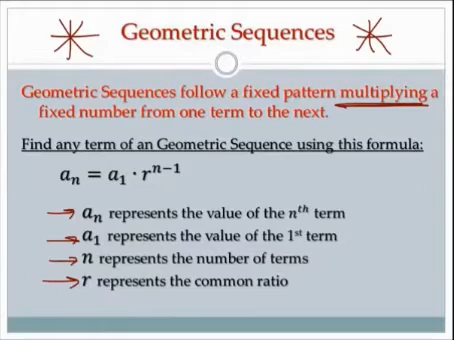 Geometric Sequences
Geometric Sequences follow a fixed pattern multiplying a
fixed number from one term to the next.
Find any term of an Geometric Sequence using this formula:
aₙ = a₁ · rⁿ⁻¹
aₙ represents the value of the nᵗʰ term
a₁ represents the value of the 1ˢᵗ term
n represents the number of terms
r represents the common ratio